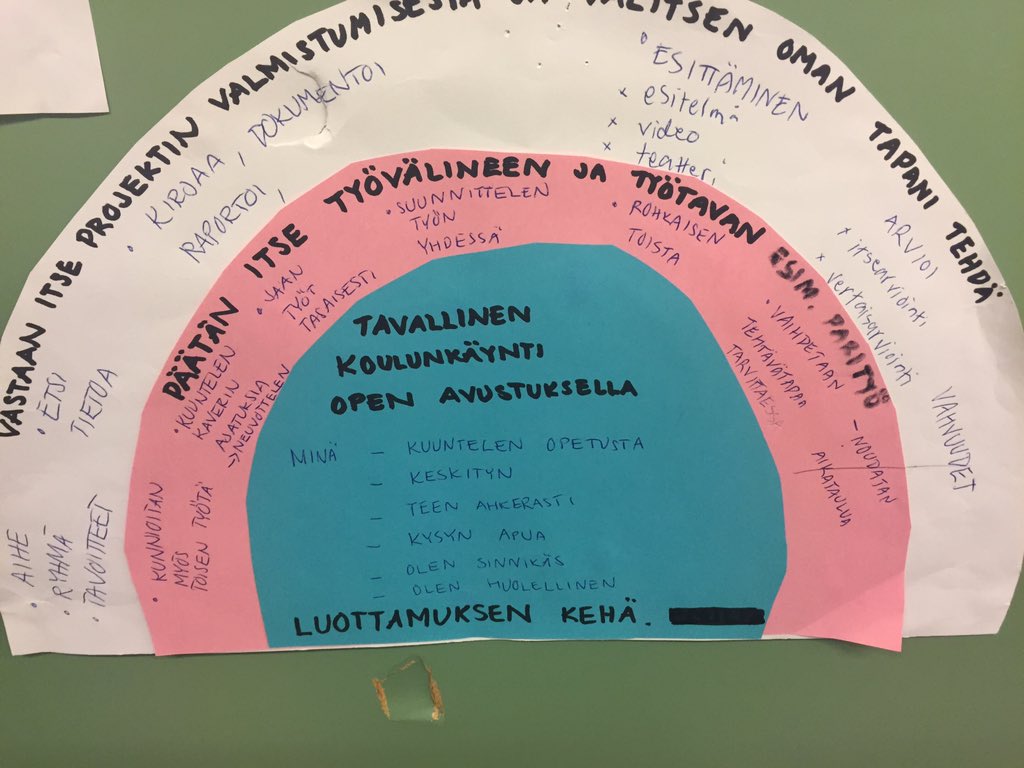 VASTAAN ITSE PROJEKTIN VALMISTUMISESTA JA VALITSEN OMAN TAPANI TEHDÄ
• AIHE
• RYHMÄ
• TAVOITTEET
• ETSI
TIETOA
• KIRJAA, DOKUMENTOI
RAPORTOI,
° ESITTÄMINEN
x esitelmä
x video
x teatteri
ARVIOI
x itsearviointi
x vertaisarviointi
VAHVUUDET
PÄÄTÄN ITSE TYÖVÄLINEEN JA TYÖTAVAN ESIM. PARITYÖ
• KUNNIOITAN
MYÖS
TOISEN TYÖTÄ
• KUUNTELEN
KAVERIN
AJATUKSIA
→NEUVOTTELEN
• JAAN
TYÖT
TASAISESTI
• SUUNNITTELEN
TYÖN
YHDESSÄ
• ROHKAISEN
TOISTA
• VAIHDETAAN
TEHTÄVÄTAPAA
TARVITTAESSA
– NOUDATAN
AIKATAULUA
TAVALLINEN
KOULUNKÄYNTI
OPEN AVUSTUKSELLA
MINÄ – KUUNTELEN OPETUSTA
– KESKITYN
– TEEN AHKERASTI
– KYSYN APUA
– OLEN SINNIKÄS
– OLEN HUOLELLINEN
LUOTTAMUKSEN KEHÄ.